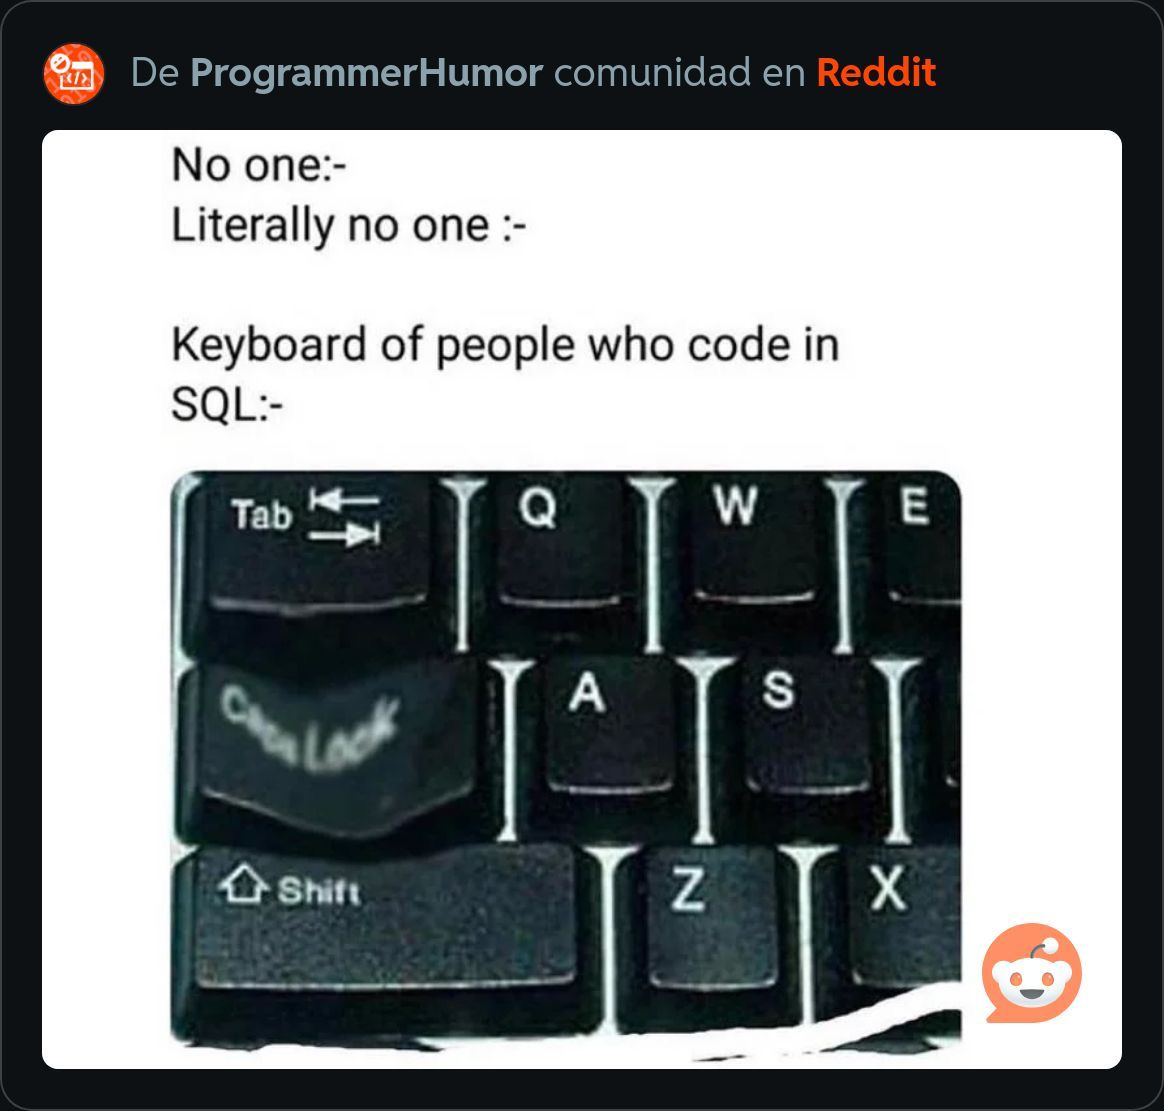 De ProgrammerHumor comunidad en Reddit
No one:-
Literally no one :-
Keyboard of people who code in
SQL:-
Tab Q W E
Lock A S
Shift Z X